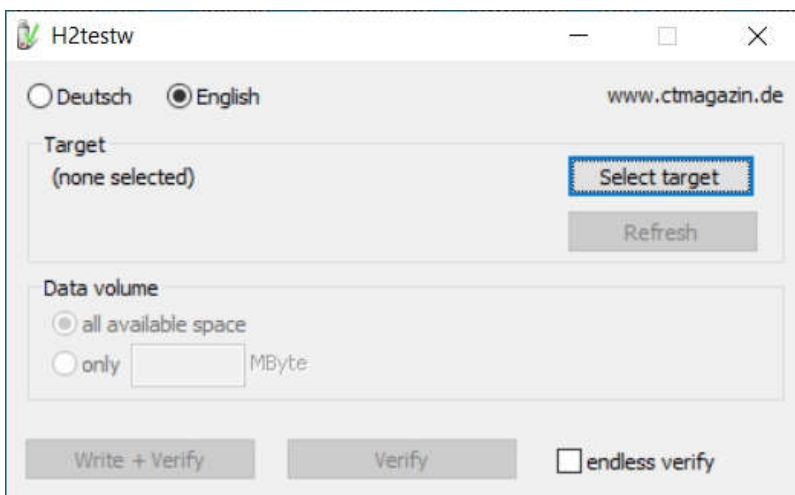 H2testw
Deutsch English www.ctmagazin.de
Target
(none selected) Select target
Refresh
Data volume
all available space
only MByte
Write + Verify Verify endless verify